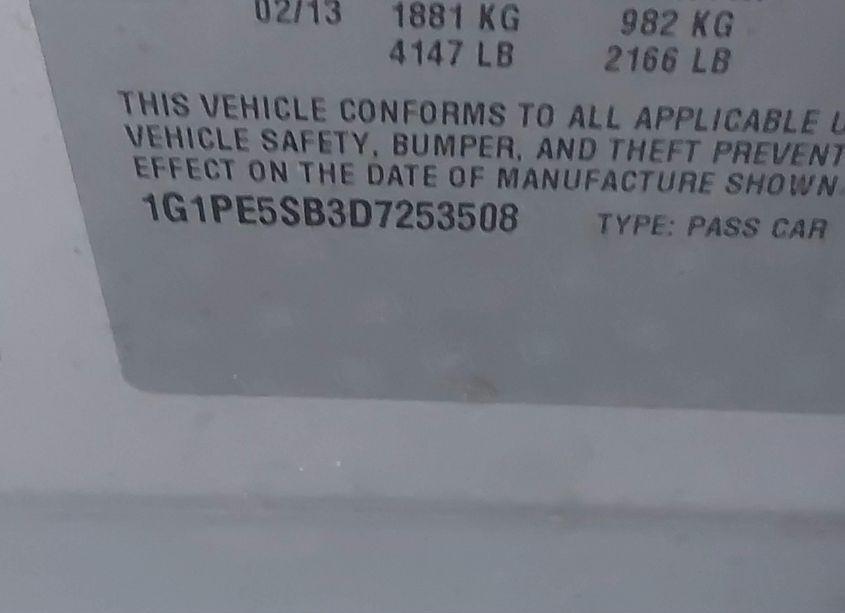 02/13 1881 KG 982 KG
4147 LB 2166 LB
THIS VEHICLE CONFORMS TO ALL APPLICABLE U
VEHICLE SAFETY, BUMPER, AND THEFT PREVENT
EFFECT ON THE DATE OF MANUFACTURE SHOWN
1G1PE5SB3D7253508 TYPE: PASS CAR